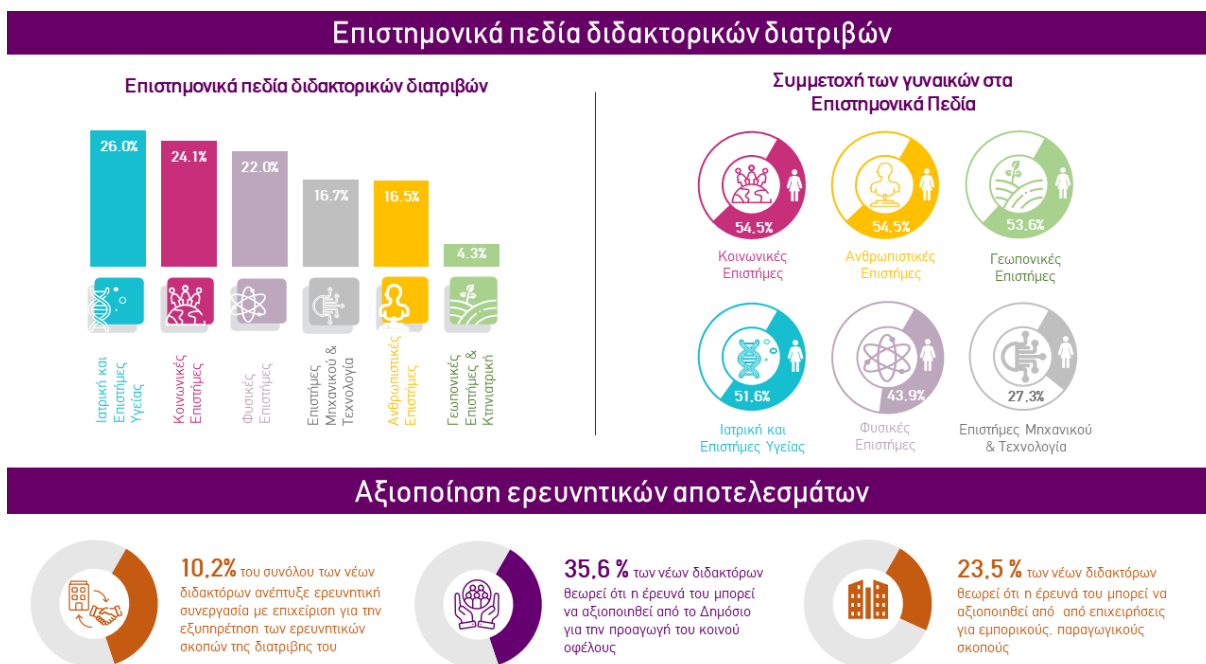 Επιστημονικά πεδία διδακτορικών διατριβών
Επιστημονικά πεδία διδακτορικών διατριβών
26.0%
24.1%
22.0%
16.7%
16.5%
4.3%
Ιατρική και
Επιστήμες
Υγείας
Κοινωνικές
Επιστήμες
Φυσικές
Επιστήμες
Επιστήμες
Μηχανικού &
Τεχνολογία
Ανθρωπιστικές
Επιστήμες
Γεωπονικές
Επιστήμες &
Κτηνιατρική
Συμμετοχή των γυναικών στα
Επιστημονικά Πεδία
54,5%
Κοινωνικές
Επιστήμες
54,5%
Ανθρωπιστικές
Επιστήμες
53,6%
Γεωπονικές
Επιστήμες
51,6%
Ιατρική και
Επιστήμες Υγείας
43,9%
Φυσικές
Επιστήμες
27,3%
Επιστήμες Μηχανικού
& Τεχνολογία
Αξιοποίηση ερευνητικών αποτελεσμάτων
10,2% του συνόλου των νέων
διδακτόρων ανέπτυξε ερευνητική
συνεργασία με επιχείριση για την
εξυπηρέτηση των ερευνητικών
σκοπών της διατριβης του
35,6 % των νέων διδακτόρων
θεωρεί ότι η έρευνά του μπορεί
να αξιοποιηθεί από το Δημόσιο
για την προαγωγή του κοινού
οφέλους
23,5 % των νέων διδακτόρων
θεωρεί ότι η έρευνά του μπορεί να
αξιοποιηθεί από από επιχειρήσεις
για εμπορικούς, παραγωγικούς
σκοπούς